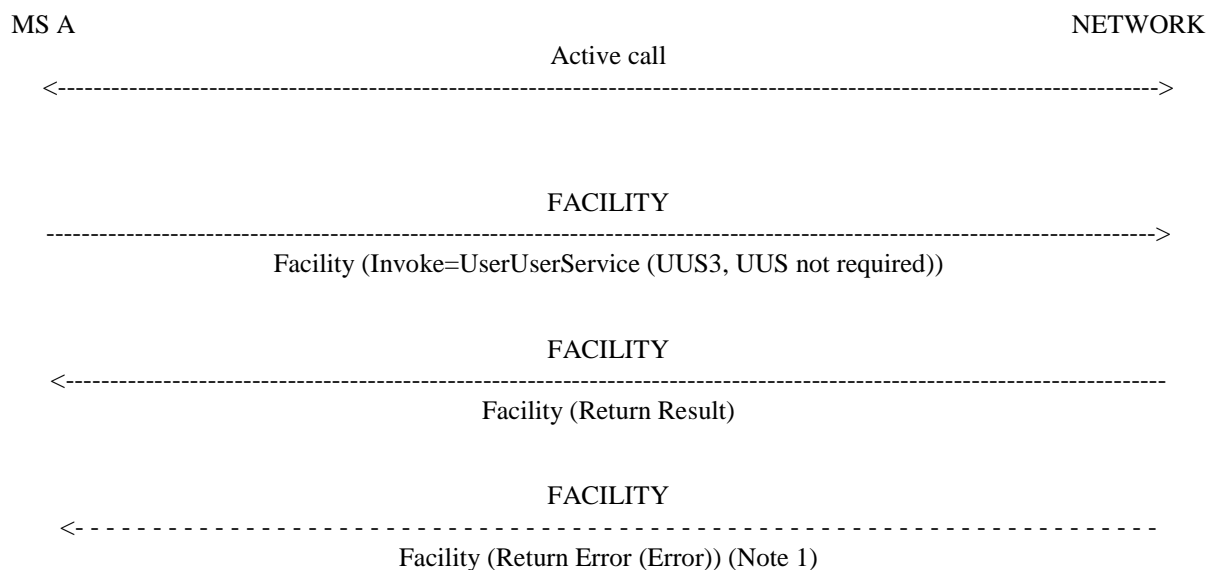 MS A NETWORK
Active call
FACILITY
Facility (Invoke=UserUserService (UUS3, UUS not required))
FACILITY
Facility (Return Result)
FACILITY
Facility (Return Error (Error)) (Note 1)